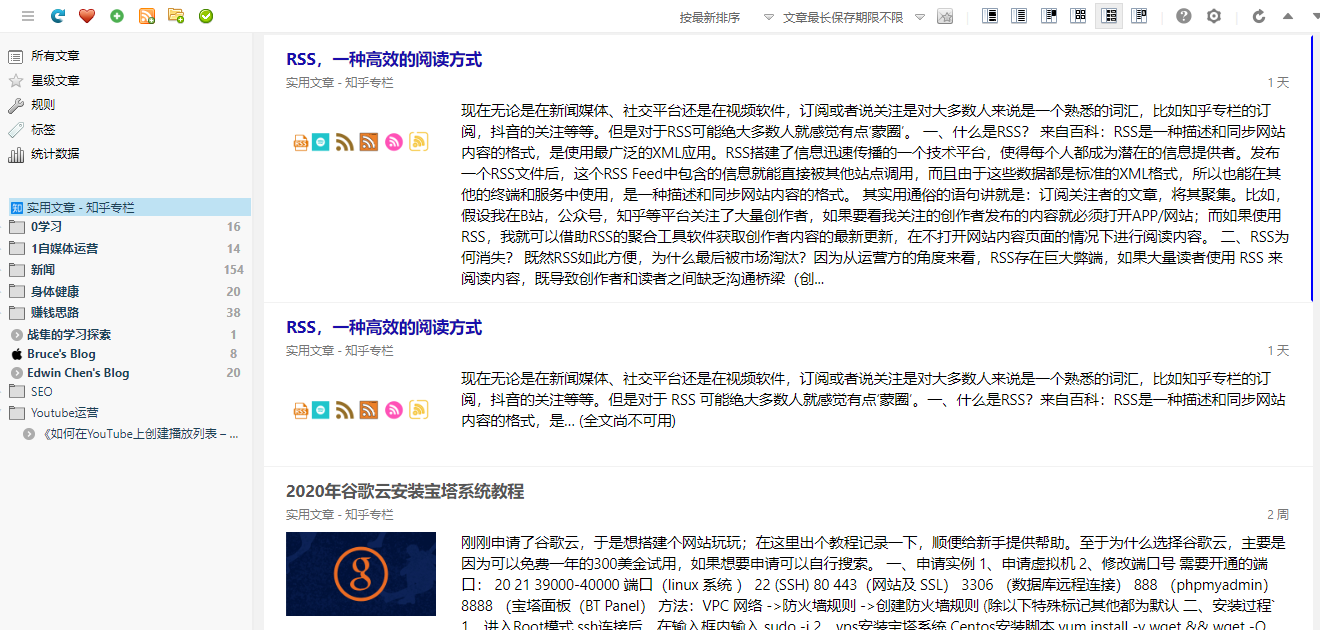 按最新排序
文章最长保存期限不限
所有文章
星级文章
规则
标签
统计数据
实用文章 - 知乎专栏
0学习 16
1自媒体运营 14
新闻 154
身体健康 20
赚钱思路 38
战隼的学习探索 1
Bruce's Blog 8
Edwin Chen's Blog 20
SEO
Youtube运营
《如何在YouTube上创建播放列表 – ...
RSS，一种高效的阅读方式
实用文章 - 知乎专栏 1 天
现在无论是在新闻媒体、社交平台还是在视频软件，订阅或者说关注是对大多数人来说是一个熟悉的词汇，比如知乎专栏的订
阅，抖音的关注等等。但是对于RSS可能绝大多数人就感觉有点‘蒙圈’。 一、什么是RSS？ 来自百科：RSS是一种描述和同步网站
内容的格式，是使用最广泛的XML应用。RSS搭建了信息迅速传播的一个技术平台，使得每个人都成为潜在的信息提供者。发布
一个RSS文件后，这个RSS Feed中包含的信息就能直接被其他站点调用，而且由于这些数据都是标准的XML格式，所以也能在其
他的终端和服务中使用，是一种描述和同步网站内容的格式。 其实用通俗的语句讲就是：订阅关注者的文章，将其聚集。比如，
假设我在B站，公众号，知乎等平台关注了大量创作者，如果要看我关注的创作者发布的内容就必须打开APP/网站；而如果使用
RSS，我就可以借助RSS的聚合工具软件获取创作者内容的最新更新，在不打开网站内容页面的情况下进行阅读内容。 二、RSS为
何消失？ 既然RSS如此方便，为什么最后被市场淘汰？因为从运营方的角度来看，RSS存在巨大弊端，如果大量读者使用 RSS 来
阅读内容，既导致创作者和读者之间缺乏沟通桥梁（创...
RSS，一种高效的阅读方式
实用文章 - 知乎专栏 1 天
现在无论是在新闻媒体、社交平台还是在视频软件，订阅或者说关注是对大多数人来说是一个熟悉的词汇，比如知乎专栏的订
阅，抖音的关注等等。但是对于 RSS 可能绝大多数人就感觉有点‘蒙圈’。一、什么是RSS？来自百科：RSS是一种描述和同步网站
内容的格式，是... (全文尚不可用)
2020年谷歌云安装宝塔系统教程
实用文章 - 知乎专栏 2 周
刚刚申请了谷歌云，于是想搭建个网站玩玩；在这里出个教程记录一下，顺便给新手提供帮助。至于为什么选择谷歌云，主要是
因为可以免费一年的300美金试用，如果想要申请可以自行搜索。 一、申请实例 1、申请虚拟机 2、修改端口号 需要开通的端
口： 20 21 39000-40000 端口（linux 系统 ） 22 (SSH) 80 443（网站及 SSL） 3306 （数据库远程连接） 888 （phpmyadmin）
8888 （宝塔面板（BT Panel） 方法：VPC 网络 ->防火墙规则 ->创建防火墙规则 (除以下特殊标记其他都为默认 二、安装过程`
1、进入Root模式 ssh连接后，在输入框内输入 sudo -i 2、vps安装宝塔系统 Centos安装脚本 yum install -y wget && wget -O